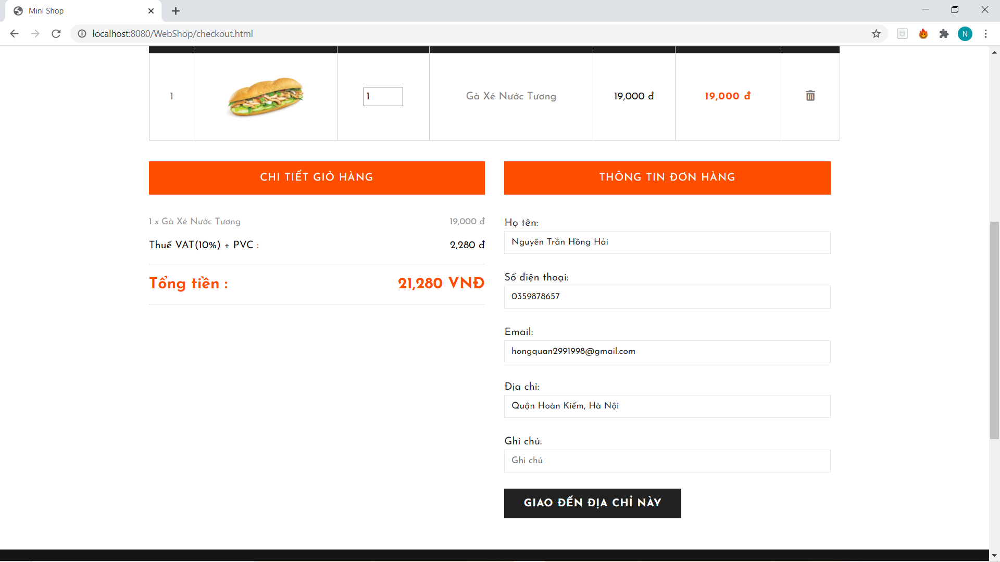 Mini Shop
localhost:8080/WebShop/checkout.html
N
1
1
Gà Xé Nước Tương
19,000 đ
19,000 đ
CHI TIẾT GIỎ HÀNG
1 x Gà Xé Nước Tương
19,000 đ
Thuế VAT(10%) + PVC :
2,280 đ
Tổng tiền :
21,280 VNĐ
THÔNG TIN ĐƠN HÀNG
Họ tên:
Nguyễn Trần Hồng Hải
Số điện thoại:
0359878657
Email:
hongquan2991998@gmail.com
Địa chỉ:
Quận Hoàn Kiếm, Hà Nội
Ghi chú:
Ghi chú
GIAO ĐẾN ĐỊA CHỈ NÀY